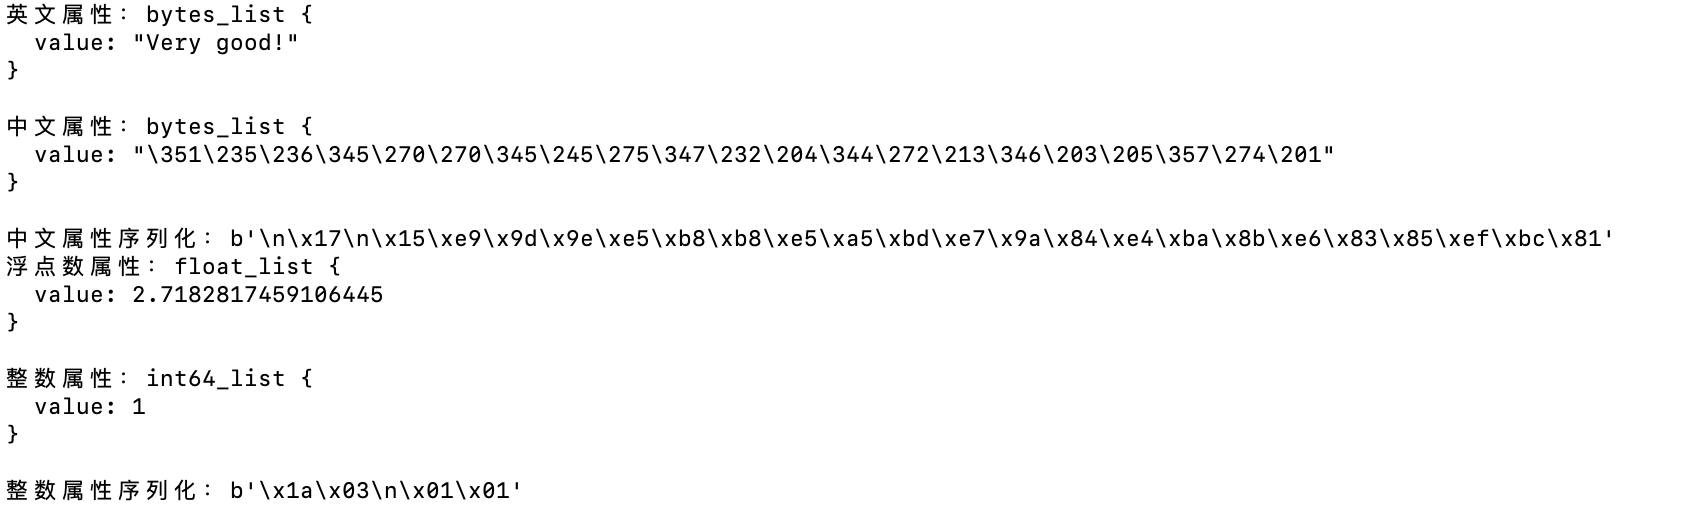 英文属性: bytes_list {
  value: "Very good!"
}
中文属性: bytes_list {
  value: "\351\235\236\345\270\270\345\245\275\347\232\204\344\272\213\346\203\205\357\274\201"
}
中文属性序列化: b'\n\x17\n\x15\xe9\x9d\x9e\xe5\xb8\xb8\xe5\xa5\xbd\xe7\x9a\x84\xe4\xba\x8b\xe6\x83\x85\xef\xbc\x81'
浮点数属性: float_list {
  value: 2.7182817459106445
}
整数属性: int64_list {
  value: 1
}
整数属性序列化: b'\x1a\x03\n\x01\x01'